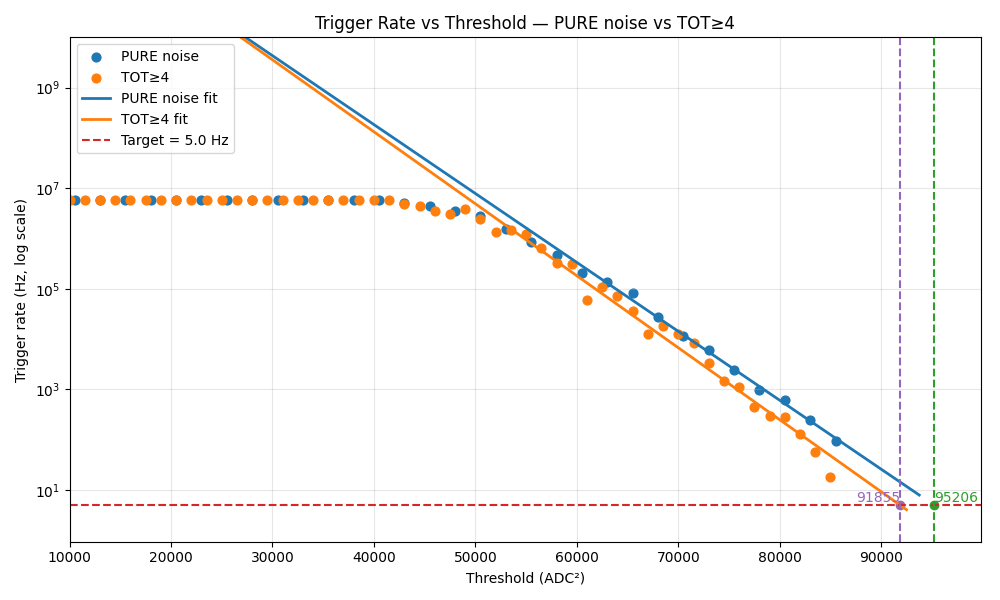 Trigger Rate vs Threshold — PURE noise vs TOT≥4
PURE noise
TOT≥4
PURE noise fit
TOT≥4 fit
Target = 5.0 Hz
Trigger rate (Hz, log scale)
10⁹
10⁷
10⁵
10³
10¹
91855
95206
10000 20000 30000 40000 50000 60000 70000 80000 90000
Threshold (ADC²)